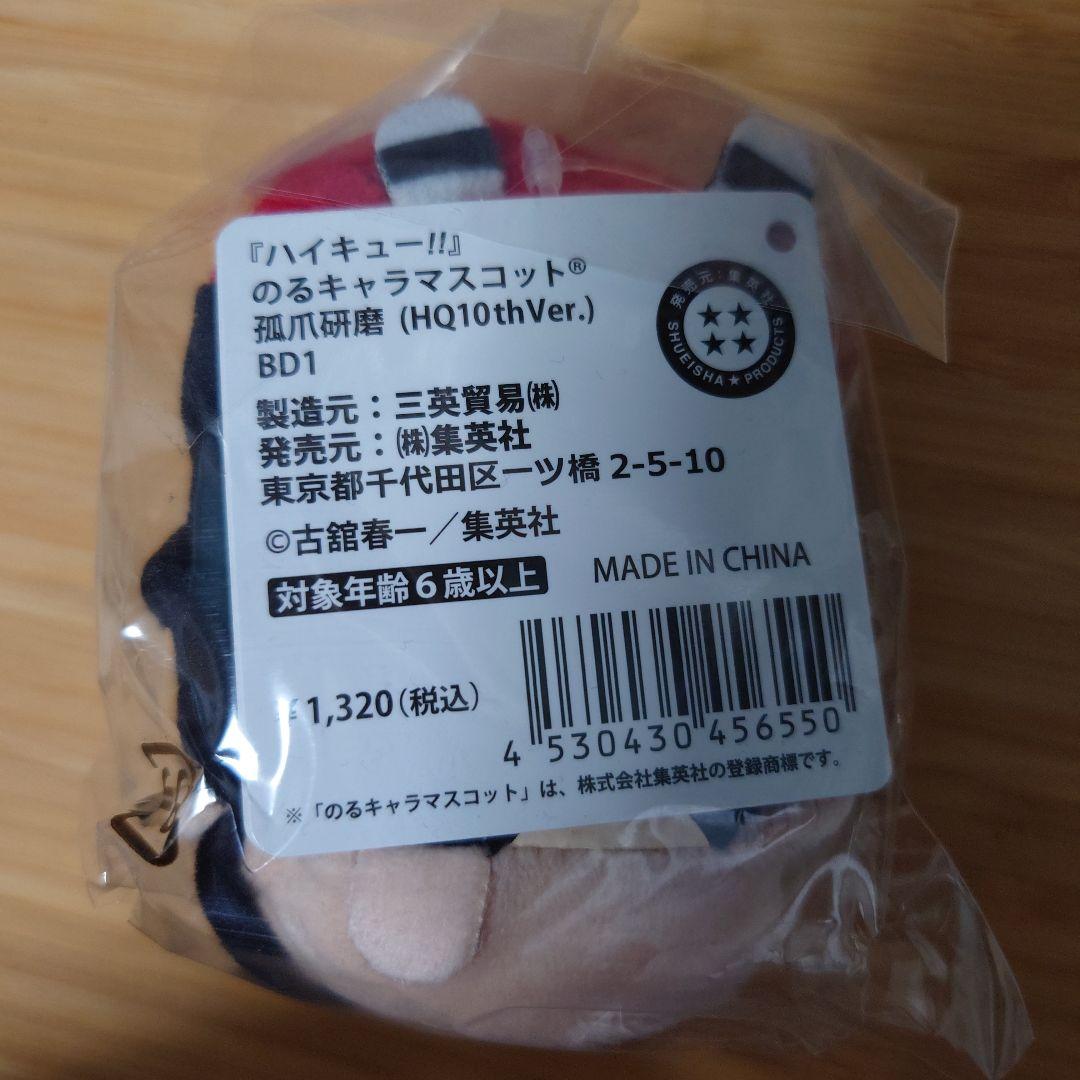 『ハイキュー!!』
のるキャラマスコット®
孤爪研磨 (HQ10thVer.)
BD1
発売元:集英社
SHUEISHA★PRODUCTS
製造元:三英貿易㈱
発売元:㈱集英社
東京都千代田区一ツ橋 2-5-10
©古舘春一/集英社
対象年齢6歳以上
MADE IN CHINA
¥1,320(税込)
4 530430 456550
※「のるキャラマスコット」は、株式会社集英社の登録商標です。